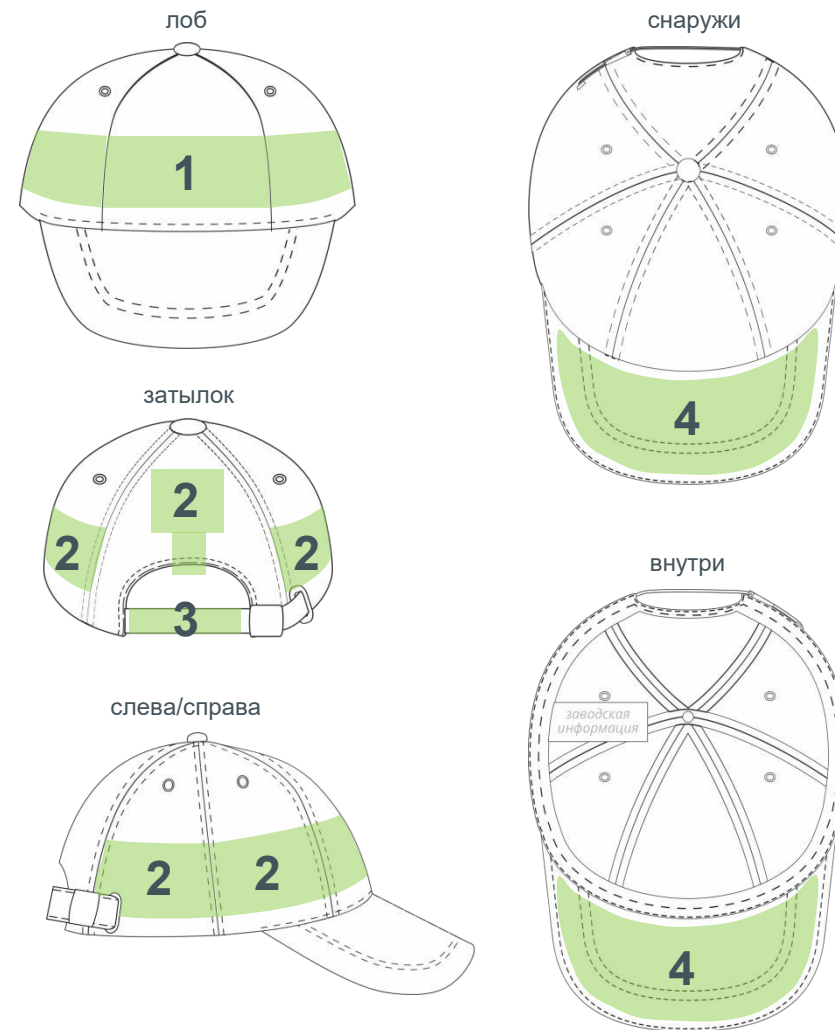 лоб
1
затылок
2
2
2
3
слева/справа
2
2
снаружи
4
внутри
заводская
информация
4